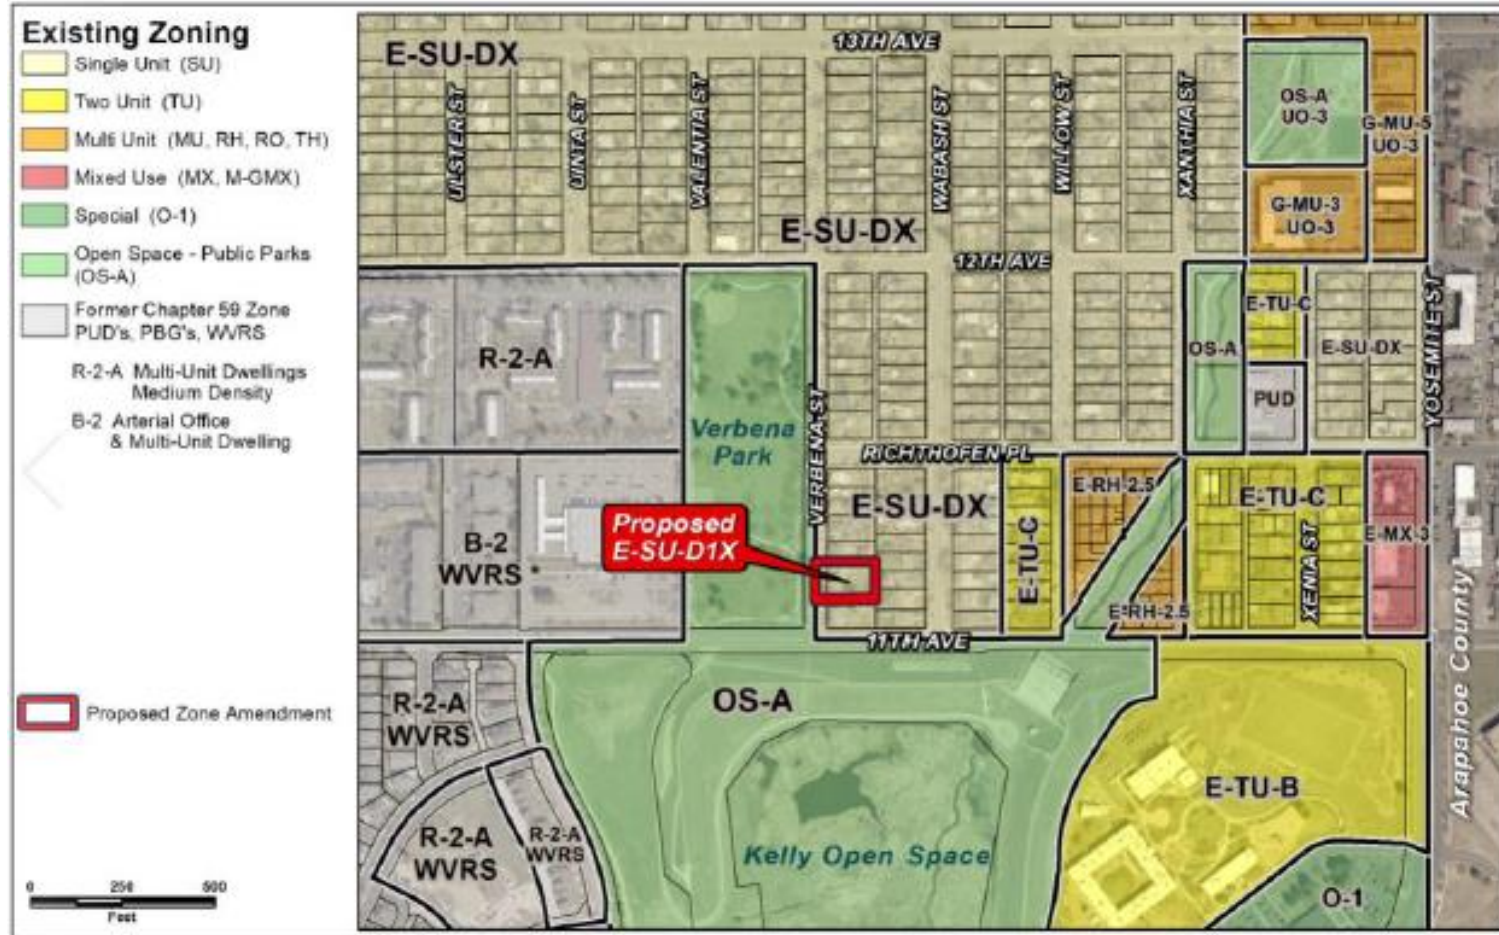 Existing Zoning
Single Unit (SU)
Two Unit (TU)
Multi Unit (MU, RH, RO, TH)
Mixed Use (MX, M-GMX)
Special (O-1)
Open Space - Public Parks
(OS-A)
Former Chapter 59 Zone
PUD's, PBG's, WVRS
R-2-A Multi-Unit Dwellings
Medium Density
B-2 Arterial Office
& Multi-Unit Dwelling
Proposed Zone Amendment
0 250 500
Feet
E-SU-DX
13TH AVE
ULSTER ST
UINTA ST
VALENTIA ST
WABASH ST
WILLOW ST
XANTHIA ST
OS-A
UO-3
G-MU-5
UO-3
G-MU-3
UO-3
E-SU-DX
12TH AVE
R-2-A
Verbena
Park
VERBENA ST
OS-A
E-TU-C
PUD
E-SU-DX
YOSEMITE ST
RICHTHOFEN PL
B-2
WVRS
Proposed
E-SU-D1X
E-SU-DX
E-TU-C
E-RH-2.5
E-RH-2.5
E-TU-C
XENIA ST
E-MX-3
11TH AVE
Arapahoe County
R-2-A
WVRS
OS-A
R-2-A
WVRS
R-2-A
WVRS
Kelly Open Space
E-TU-B
O-1